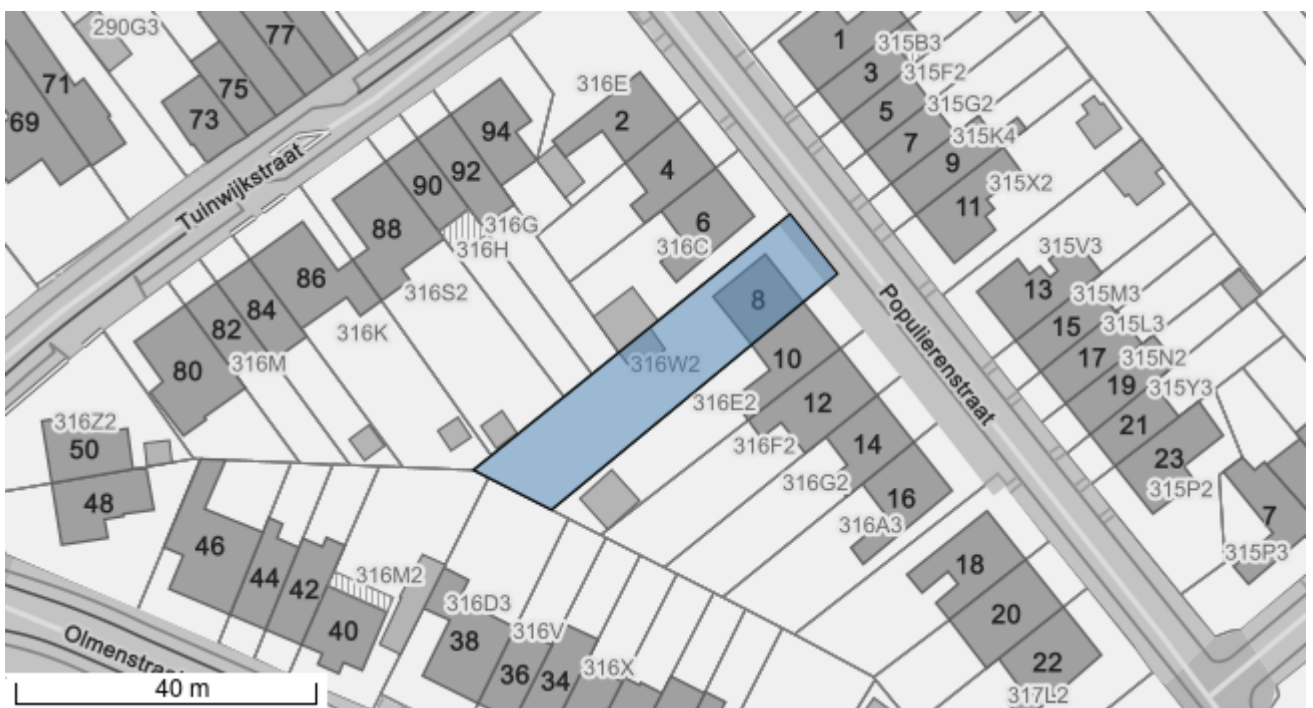 290G3
77
71
75
69
73
Tuinwijkstraat
316E
2
94
92
4
90
88
6
316G
316C
316H
86
316S2
84
82
316K
80
316M
316Z2
50
48
1
315B3
3
315F2
5
315G2
7
315K4
9
315X2
11
8
Populierenstraat
315V3
13
315M3
15
315L3
17
315N2
19
315Y3
21
23
315P2
7
315P3
316W2
10
316E2
12
316F2
14
316G2
16
316A3
18
20
22
317L2
46
44
42
316M2
40
316D3
38
316V
36
34
316X
Olmenstraat
40 m